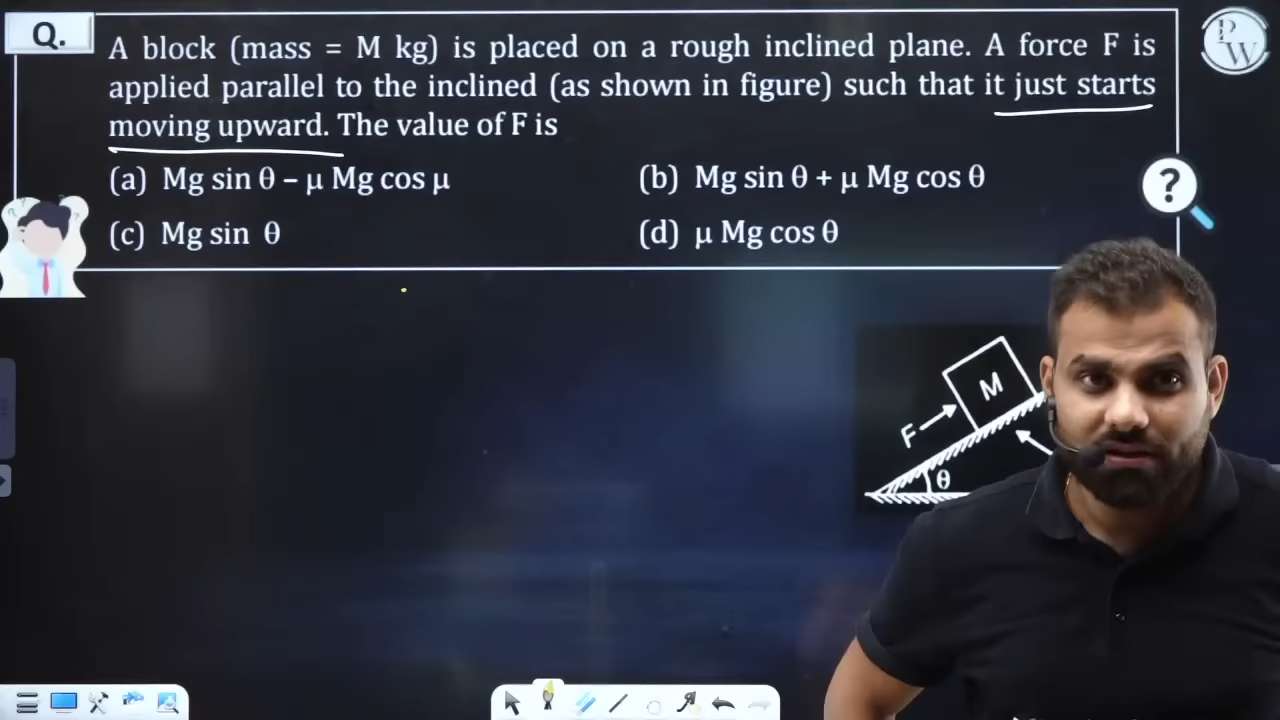 Q.
A block (mass = M kg) is placed on a rough inclined plane. A force F is
applied parallel to the inclined (as shown in figure) such that it just starts
moving upward. The value of F is
(a) Mg sin θ – μ Mg cos μ
(b) Mg sin θ + μ Mg cos θ
(c) Mg sin θ
(d) μ Mg cos θ
?
P
W
M
F
θ